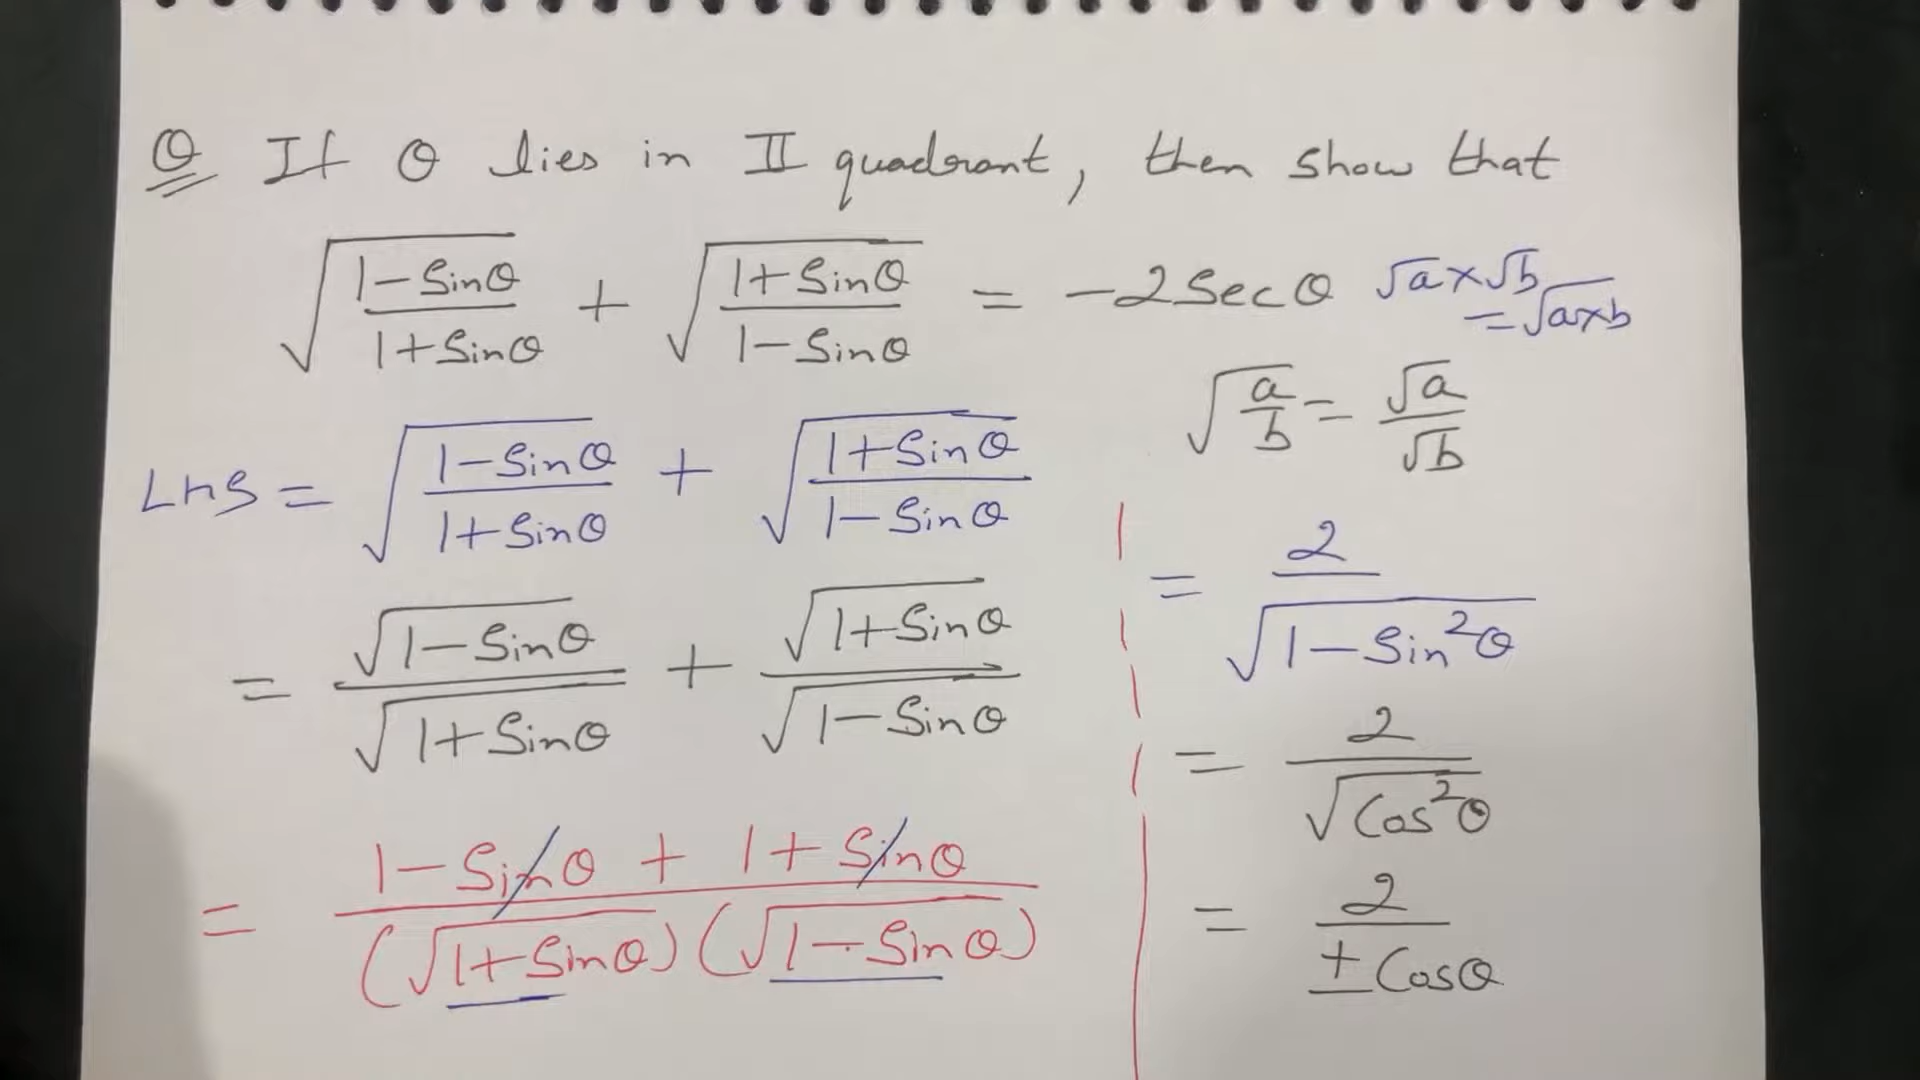 Q If θ lies in II quadrant, then show that
√((1-Sinθ)/(1+Sinθ)) + √((1+Sinθ)/(1-Sinθ)) = -2Secθ
√a×√b
=√a×b
√(a/b) = √a/√b
LHS = √((1-Sinθ)/(1+Sinθ)) + √((1+Sinθ)/(1-Sinθ))
= √(1-Sinθ)/√(1+Sinθ) + √(1+Sinθ)/√(1-Sinθ)
= (1-Sinθ + 1+Sinθ)/((√(1+Sinθ))(√(1-Sinθ)))
= 2/√(1-Sin²θ)
= 2/√(Cos²θ)
= 2/(±Cosθ)